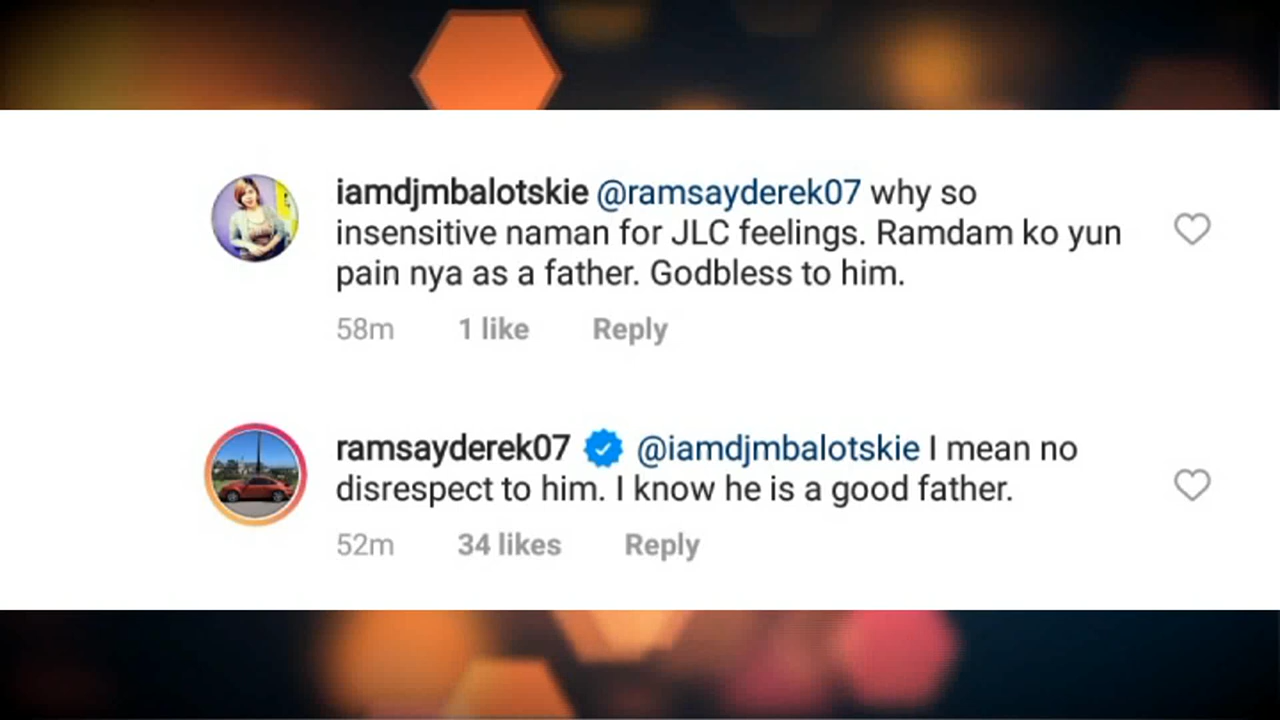 iamdjmbalotskie @ramsayderek07 why so
insensitive naman for JLC feelings. Ramdam ko yun
pain nya as a father. Godbless to him.
58m 1 like Reply
ramsayderek07 @iamdjmbalotskie I mean no
disrespect to him. I know he is a good father.
52m 34 likes Reply